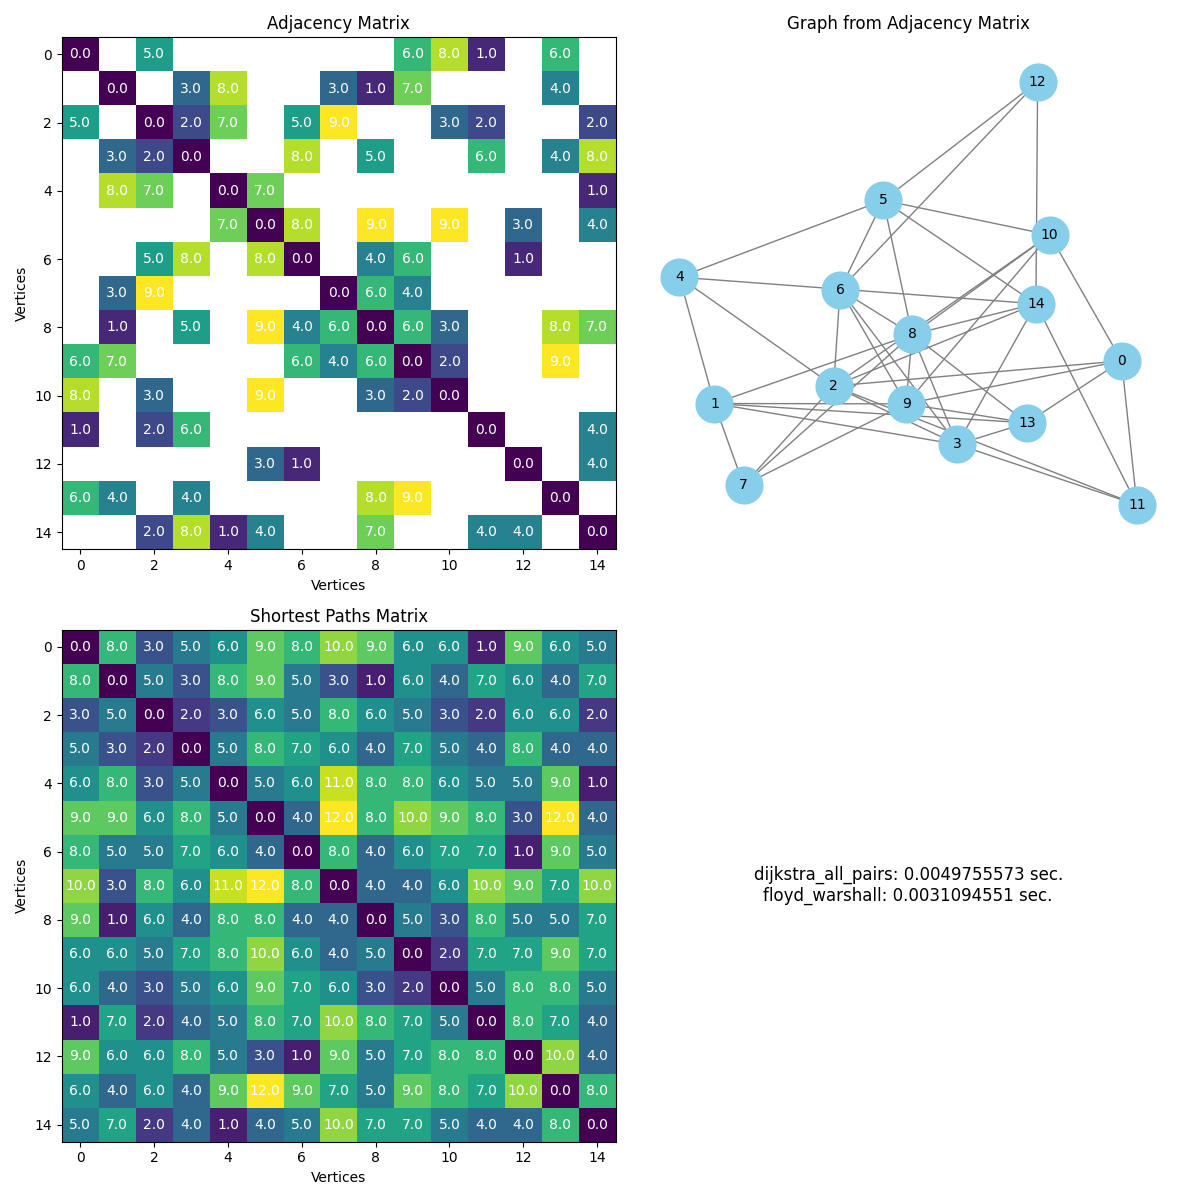 Adjacency Matrix
0 0.0 5.0 6.0 8.0 1.0 6.0
0.0 3.0 8.0 3.0 1.0 7.0 4.0
2 5.0 0.0 2.0 7.0 5.0 9.0 3.0 2.0 2.0
3.0 2.0 0.0 8.0 5.0 6.0 4.0 8.0
4 8.0 7.0 0.0 7.0 1.0
7.0 0.0 8.0 9.0 9.0 3.0 4.0
6 5.0 8.0 8.0 0.0 4.0 6.0 1.0
3.0 9.0 0.0 6.0 4.0
8 1.0 5.0 9.0 4.0 6.0 0.0 6.0 3.0 8.0 7.0
6.0 7.0 6.0 4.0 6.0 0.0 2.0 9.0
10 8.0 3.0 9.0 3.0 2.0 0.0
1.0 2.0 6.0 0.0 4.0
12 3.0 1.0 0.0 4.0
6.0 4.0 4.0 8.0 9.0 0.0
14 2.0 8.0 1.0 4.0 7.0 4.0 4.0 0.0
0 2 4 6 8 10 12 14
Vertices
Vertices
Graph from Adjacency Matrix
12
5
10
4
6
14
8
0
2
1
9
13
3
7
11
Shortest Paths Matrix
0 0.0 8.0 3.0 5.0 6.0 9.0 8.0 10.0 9.0 6.0 6.0 1.0 9.0 6.0 5.0
8.0 0.0 5.0 3.0 8.0 9.0 5.0 3.0 1.0 6.0 4.0 7.0 6.0 4.0 7.0
2 3.0 5.0 0.0 2.0 3.0 6.0 5.0 8.0 6.0 5.0 3.0 2.0 6.0 6.0 2.0
5.0 3.0 2.0 0.0 5.0 8.0 7.0 6.0 4.0 7.0 5.0 4.0 8.0 4.0 4.0
4 6.0 8.0 3.0 5.0 0.0 5.0 6.0 11.0 8.0 8.0 6.0 5.0 5.0 9.0 1.0
9.0 9.0 6.0 8.0 5.0 0.0 4.0 12.0 8.0 10.0 9.0 8.0 3.0 12.0 4.0
6 8.0 5.0 5.0 7.0 6.0 4.0 0.0 8.0 4.0 6.0 7.0 7.0 1.0 9.0 5.0
10.0 3.0 8.0 6.0 11.0 12.0 8.0 0.0 4.0 4.0 6.0 10.0 9.0 7.0 10.0
8 9.0 1.0 6.0 4.0 8.0 8.0 4.0 4.0 0.0 5.0 3.0 8.0 5.0 5.0 7.0
6.0 6.0 5.0 7.0 8.0 10.0 6.0 4.0 5.0 0.0 2.0 7.0 7.0 9.0 7.0
10 6.0 4.0 3.0 5.0 6.0 9.0 7.0 6.0 3.0 2.0 0.0 5.0 8.0 8.0 5.0
1.0 7.0 2.0 4.0 5.0 8.0 7.0 10.0 8.0 7.0 5.0 0.0 8.0 7.0 4.0
12 9.0 6.0 6.0 8.0 5.0 3.0 1.0 9.0 5.0 7.0 8.0 8.0 0.0 10.0 4.0
6.0 4.0 6.0 4.0 9.0 12.0 9.0 7.0 5.0 9.0 8.0 7.0 10.0 0.0 8.0
14 5.0 7.0 2.0 4.0 1.0 4.0 5.0 10.0 7.0 7.0 5.0 4.0 4.0 8.0 0.0
0 2 4 6 8 10 12 14
Vertices
Vertices
dijkstra_all_pairs: 0.0049755573 sec.
floyd_warshall: 0.0031094551 sec.